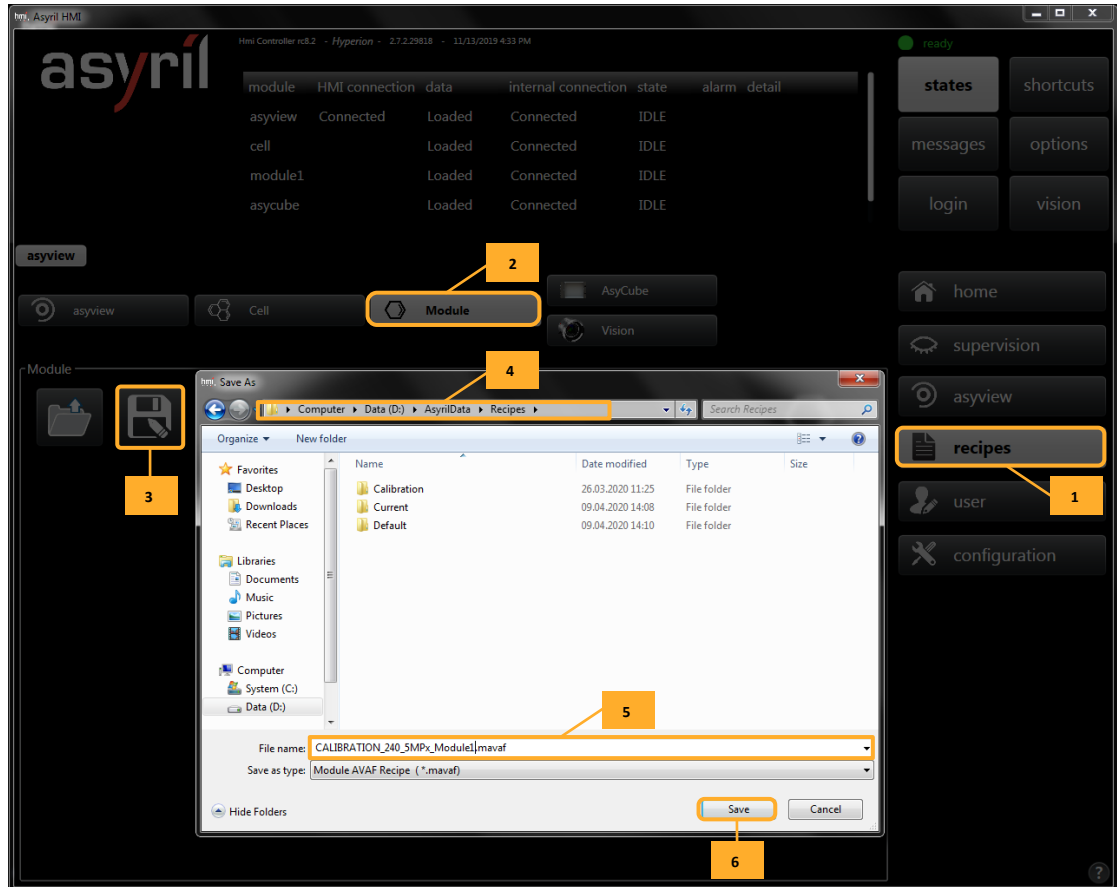 hmi, Asyril HMI
asyril
Hmi Controller rc8.2 - Hyperion - 2.7.2.29818 - 11/13/2019 4:33 PM
ready
module HMI connection data internal connection state alarm detail
asyview Connected Loaded Connected IDLE
cell Loaded Connected IDLE
module1 Loaded Connected IDLE
asycube Loaded Connected IDLE
states shortcuts
messages options
login vision
asyview
2
asyview Cell Module AsyCube
Vision
home
supervision
asyview
recipes
1
user
configuration
Module
3
4
hmi, Save As
Computer Data (D:) AsyrilData Recipes
Search Recipes
Organize New folder
Name Date modified Type Size
Calibration 26.03.2020 11:25 File folder
Current 09.04.2020 14:08 File folder
Default 09.04.2020 14:10 File folder
Favorites
Desktop
Downloads
Recent Places
Libraries
Documents
Music
Pictures
Videos
Computer
System (C:)
Data (D:)
5
File name: CALIBRATION_240_5MPx_Module1.mavaf
Save as type: Module AVAF Recipe ( *.mavaf)
Hide Folders
Save Cancel
6
?